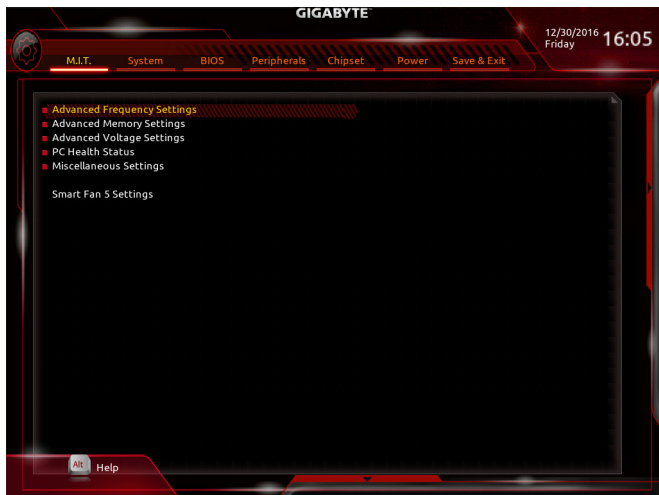 GIGABYTE
12/30/2016 16:05
Friday
M.I.T. System BIOS Peripherals Chipset Power Save & Exit
Advanced Frequency Settings
Advanced Memory Settings
Advanced Voltage Settings
PC Health Status
Miscellaneous Settings
Smart Fan 5 Settings
Alt Help